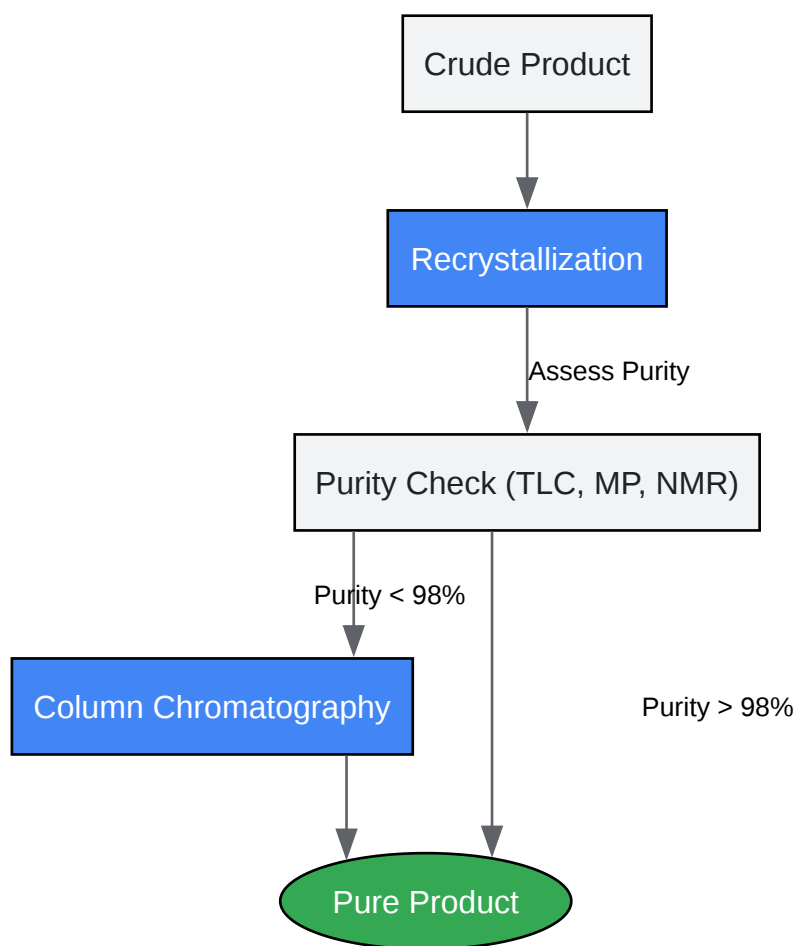 Crude Product
Recrystallization
Assess Purity
Purity Check (TLC, MP, NMR)
Purity < 98%
Column Chromatography
Purity > 98%
Pure Product